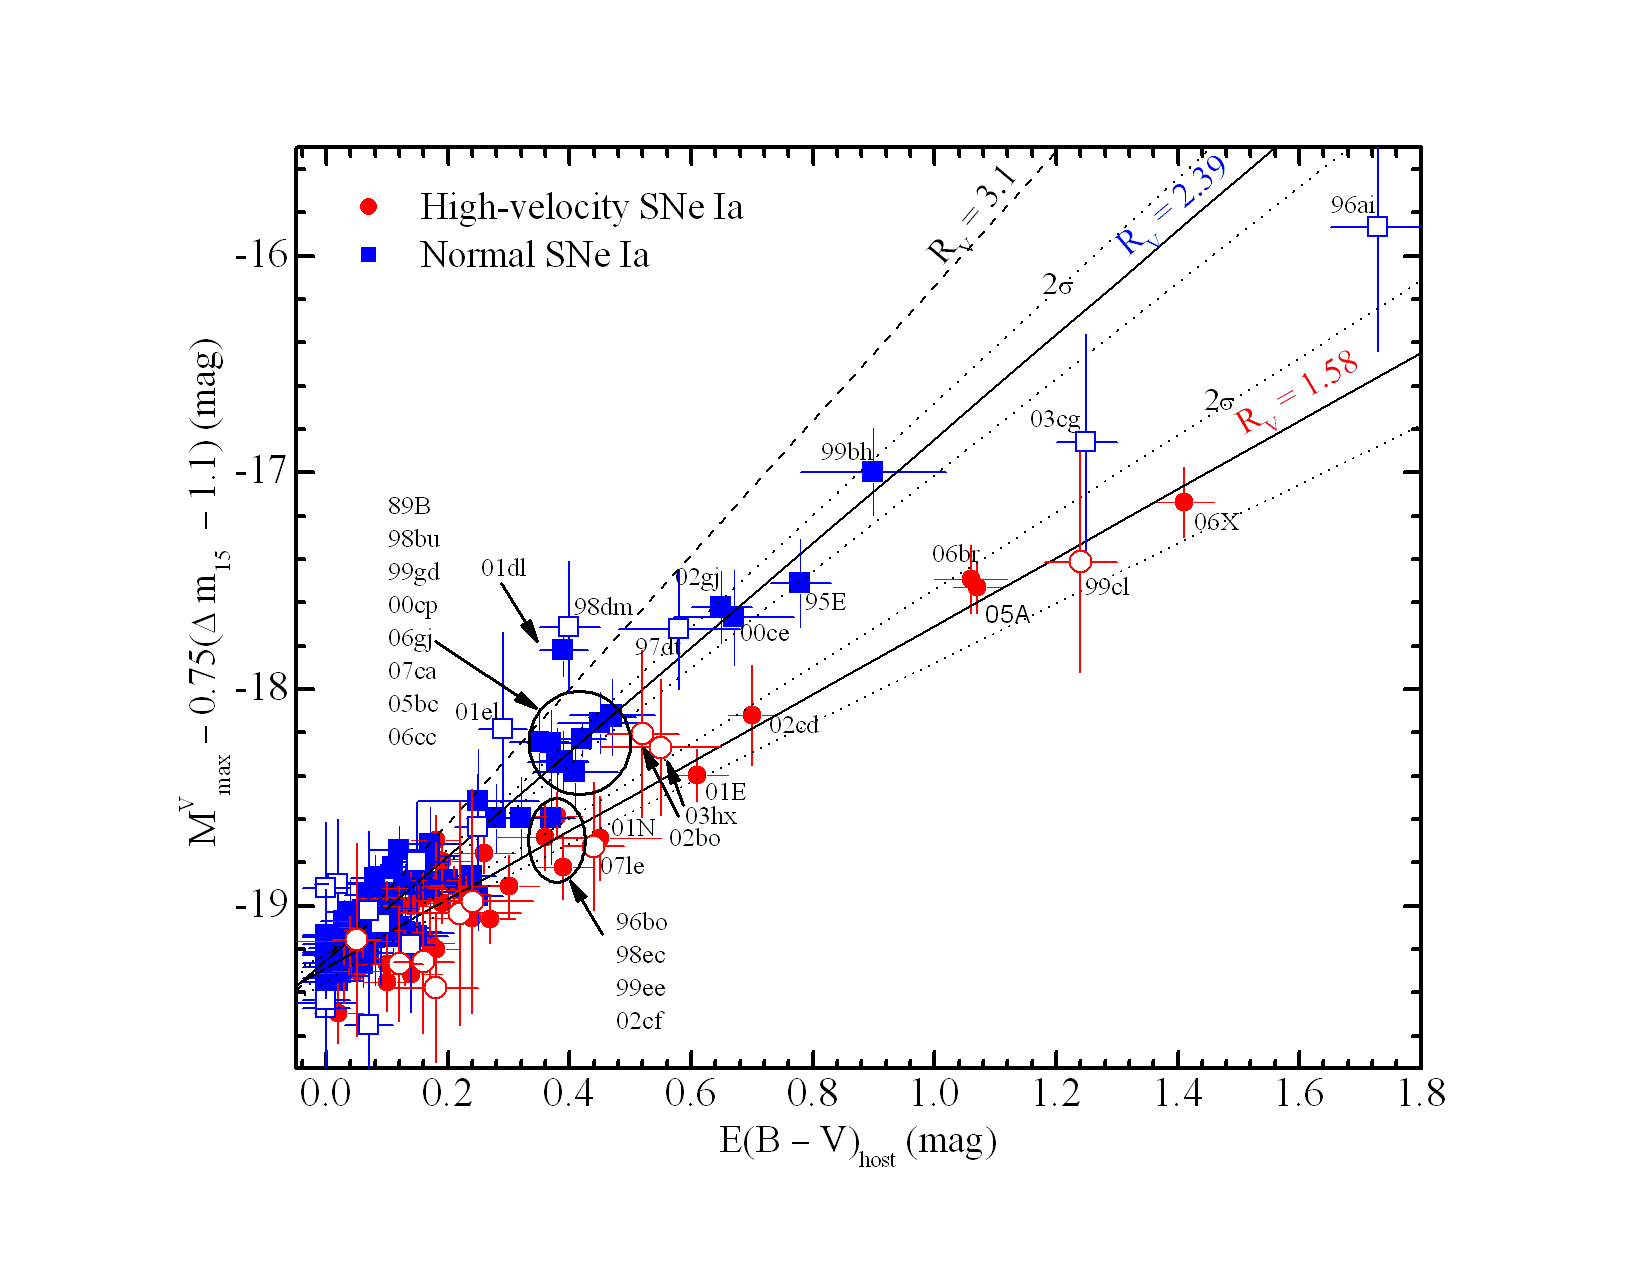 High-velocity SNe Ia
Normal SNe Ia
R_V = 3.1
R_V = 2.39
2σ
R_V = 1.58
2σ
96ai
03cg
99bh
06X
06br
99cl
05A
02gj
95E
00ce
97dt
98dm
01dl
89B
98bu
99gd
00cp
06gj
07ca
05bc
06cc
01el
02cd
01E
03hx
02bo
01N
07le
96bo
98ec
99ee
02cf
-16
-17
-18
-19
M^V_max − 0.75(Δ m_15 − 1.1) (mag)
0.0 0.2 0.4 0.6 0.8 1.0 1.2 1.4 1.6 1.8
E(B − V)_host (mag)